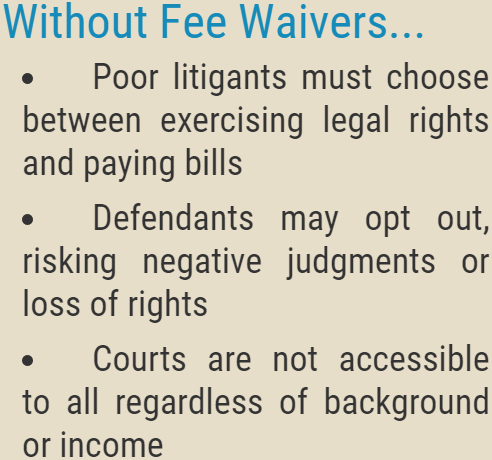 Without Fee Waivers...
• Poor litigants must choose
between exercising legal rights
and paying bills
• Defendants may opt out,
risking negative judgments or
loss of rights
• Courts are not accessible
to all regardless of background
or income